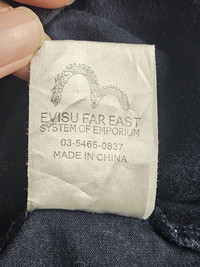 EVISU FAR EAST
SYSTEM OF EMPORIUM
03-5465-0837
MADE IN CHINA